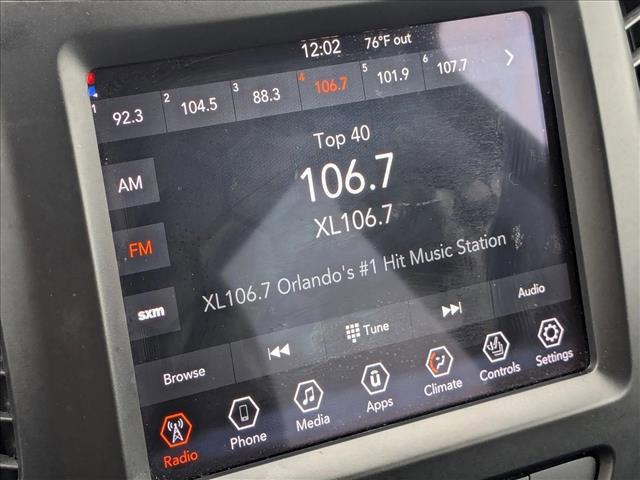 12:02 76°F out
1 92.3 2 104.5 3 88.3 4 106.7 5 101.9 6 107.7
Top 40
AM
106.7
XL106.7
FM
XL106.7 Orlando's #1 Hit Music Station
sxm
Browse Tune Audio
Radio Phone Media Apps Climate Controls Settings